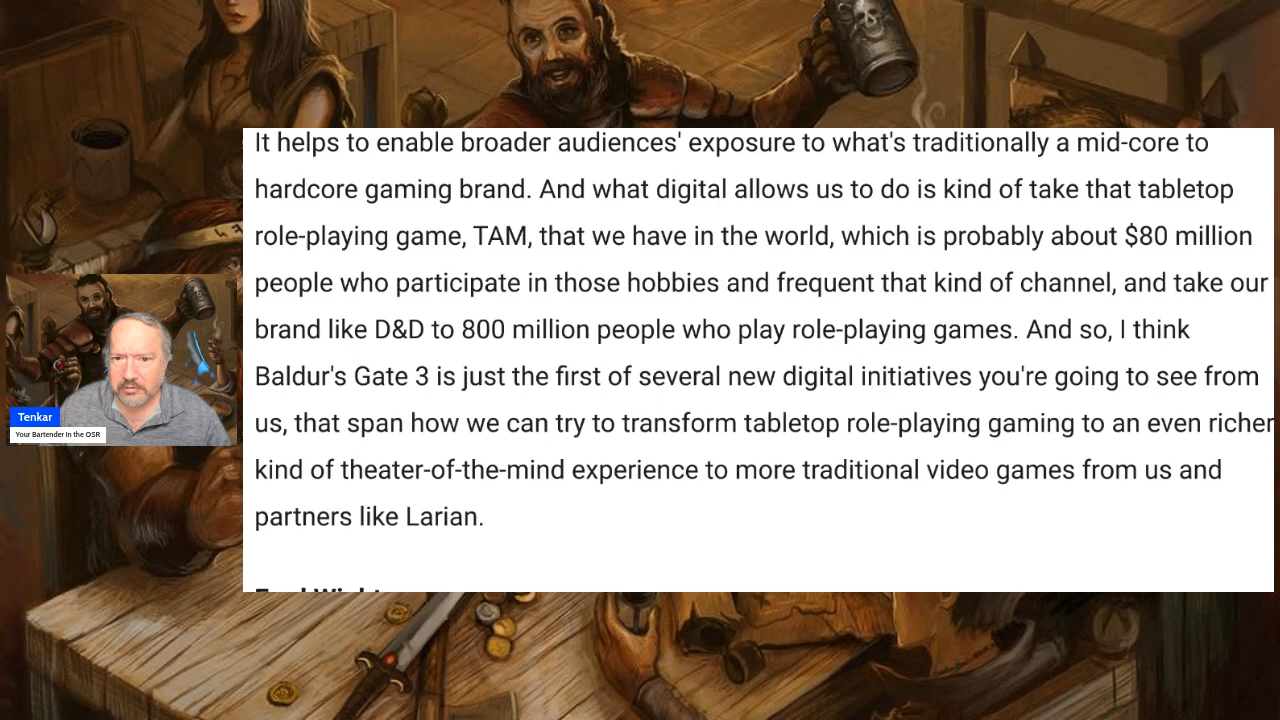 It helps to enable broader audiences' exposure to what's traditionally a mid-core to
hardcore gaming brand. And what digital allows us to do is kind of take that tabletop
role-playing game, TAM, that we have in the world, which is probably about $80 million
people who participate in those hobbies and frequent that kind of channel, and take our
brand like D&D to 800 million people who play role-playing games. And so, I think
Baldur's Gate 3 is just the first of several new digital initiatives you're going to see from
us, that span how we can try to transform tabletop role-playing gaming to an even richer
kind of theater-of-the-mind experience to more traditional video games from us and
partners like Larian.
Tenkar
Your Bartender In the OSR